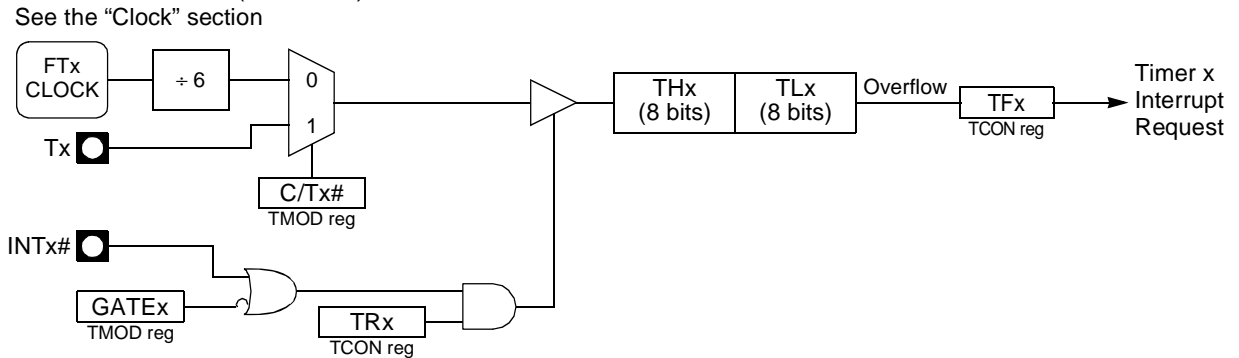 See the “Clock” section
FTx
CLOCK
÷ 6
0
1
Tx
C/Tx#
TMOD reg
THx
(8 bits)
TLx
(8 bits)
Overflow
TFx
TCON reg
Timer x
Interrupt
Request
INTx#
GATEx
TMOD reg
TRx
TCON reg